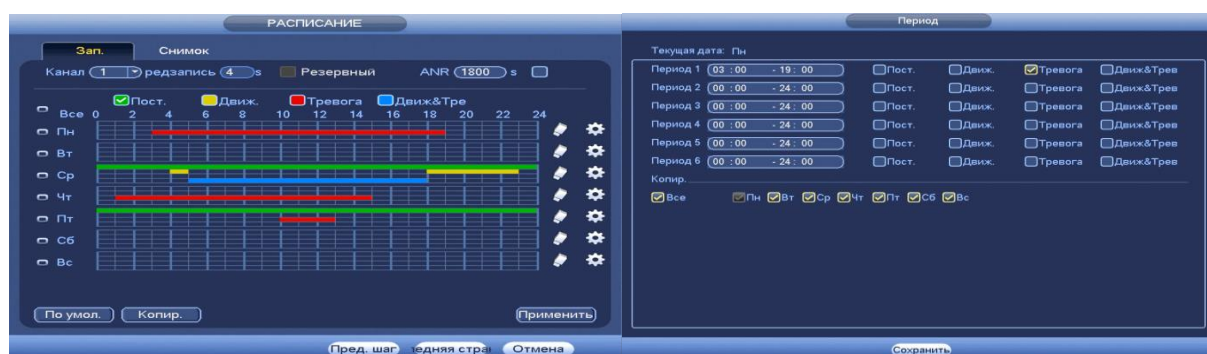 РАСПИСАНИЕ
Зап. Снимок
Канал 1 редзапись 4 s Резервный ANR 1800 s
Пост. Движ. Тревога Движ&Тре
Все 0 2 4 6 8 10 12 14 16 18 20 22 24
Пн
Вт
Ср
Чт
Пт
Сб
Вс
По умол. Копир. Применить
Пред. шаг едняя стра Отмена
Период
Текущая дата: Пн
Период 1 03 :00 - 19: 00 Пост. Движ. Тревога Движ&Трев
Период 2 00 :00 - 24: 00 Пост. Движ. Тревога Движ&Трев
Период 3 00 :00 - 24: 00 Пост. Движ. Тревога Движ&Трев
Период 4 00 :00 - 24: 00 Пост. Движ. Тревога Движ&Трев
Период 5 00 :00 - 24: 00 Пост. Движ. Тревога Движ&Трев
Период 6 00 :00 - 24: 00 Пост. Движ. Тревога Движ&Трев
Копир.
Все Пн Вт Ср Чт Пт Сб Вс
Сохранить